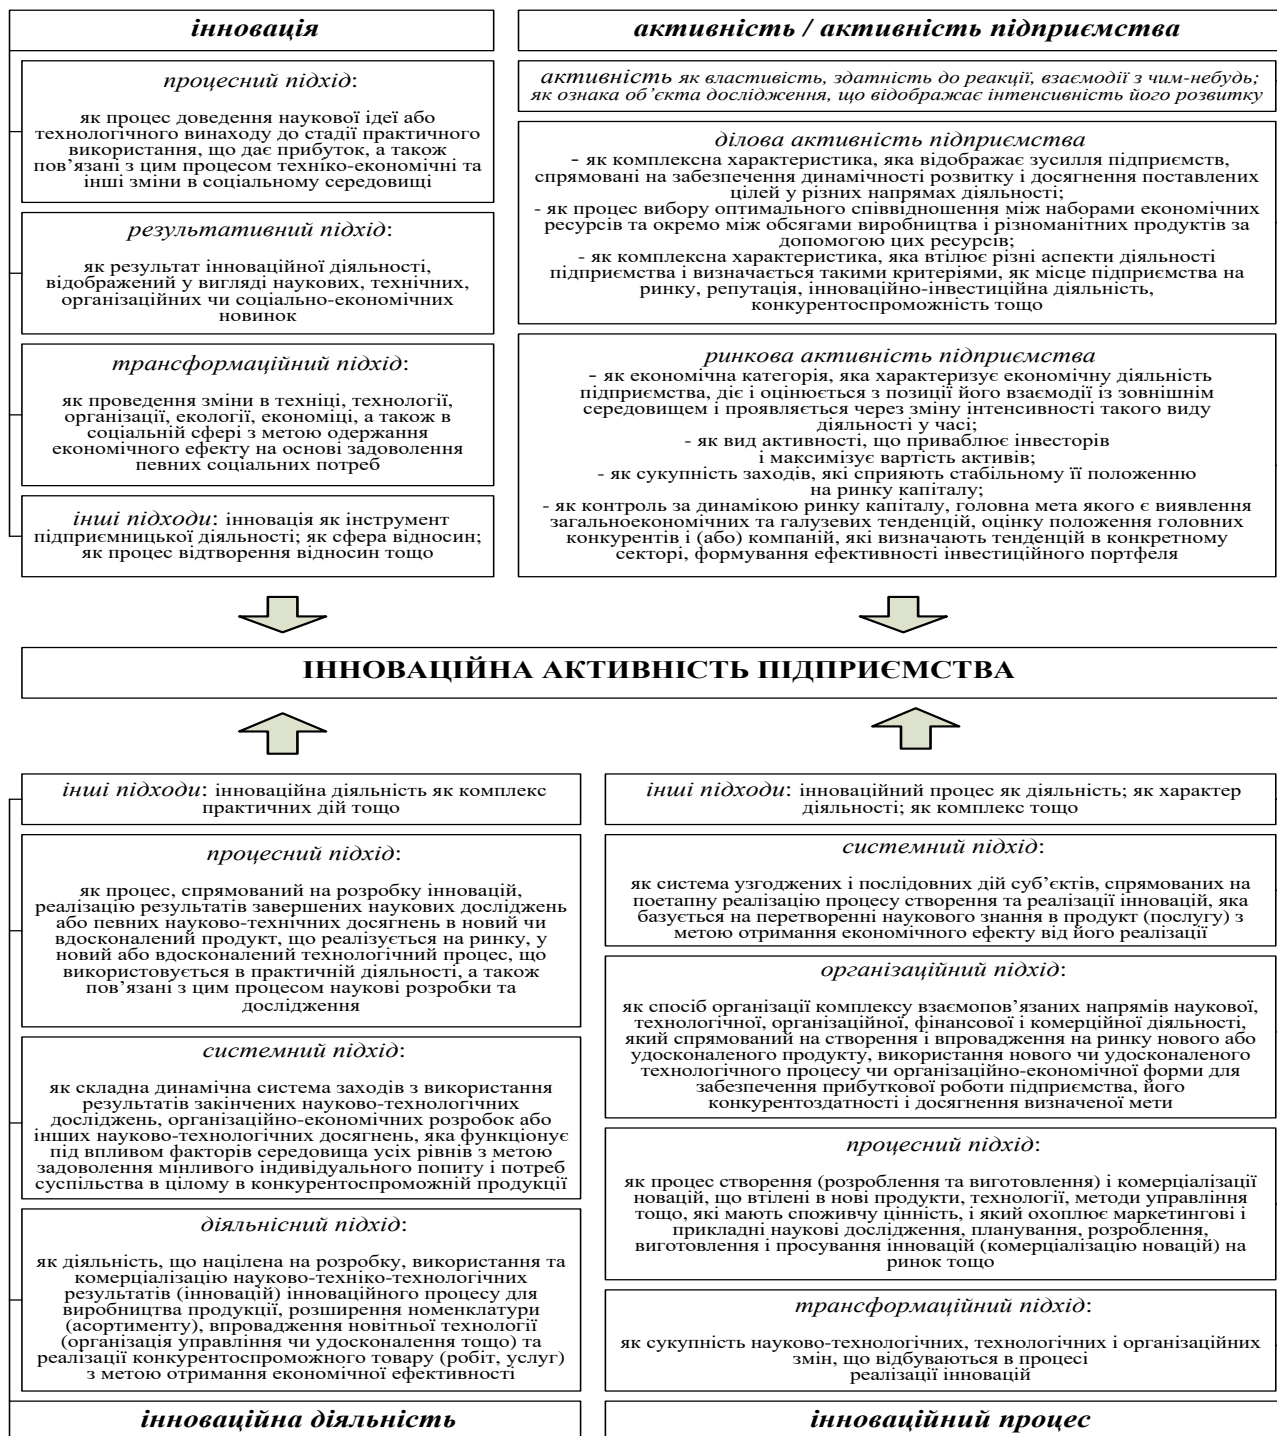 інновація
процесний підхід:
як процес доведення наукової ідеї або
технологічного винаходу до стадії практичного
використання, що дає прибуток, а також
пов’язані з цим процесом техніко-економічні та
інші зміни в соціальному середовищі
результативний підхід:
як результат інноваційної діяльності,
відображений у вигляді наукових, технічних,
організаційних чи соціально-економічних
новинок
трансформаційний підхід:
як проведення зміни в техніці, технології,
організації, екології, економіці, а також в
соціальній сфері з метою одержання
економічного ефекту на основі задоволення
певних соціальних потреб
інші підходи: інновація як інструмент
підприємницької діяльності; як сфера відносин;
як процес відтворення відносин тощо
активність / активність підприємства
активність як властивість, здатність до реакції, взаємодії з чим-небудь;
як ознака об’єкта дослідження, що відображає інтенсивність його розвитку
ділова активність підприємства
- як комплексна характеристика, яка відображає зусилля підприємств,
спрямовані на забезпечення динамічності розвитку і досягнення поставлених
цілей у різних напрямах діяльності;
- як процес вибору оптимального співвідношення між наборами економічних
ресурсів та окремо між обсягами виробництва і різноманітних продуктів за
допомогою цих ресурсів;
- як комплексна характеристика, яка втілює різні аспекти діяльності
підприємства і визначається такими критеріями, як місце підприємства на
ринку, репутація, інноваційно-інвестиційна діяльність,
конкурентоспроможність тощо
ринкова активність підприємства
- як економічна категорія, яка характеризує економічну діяльність
підприємства, діє і оцінюється з позиції його взаємодії із зовнішнім
середовищем і проявляється через зміну інтенсивності такого виду
діяльності у часі;
- як вид активності, що приваблює інвесторів
і максимізує вартість активів;
- як сукупність заходів, які сприяють стабільному її положенню
на ринку капіталу;
- як контроль за динамікою ринку капіталу, головна мета якого є виявлення
загальноекономічних та галузевих тенденцій, оцінку положення головних
конкурентів і (або) компаній, які визначають тенденцій в конкретному
секторі, формування ефективності інвестиційного портфеля
ІННОВАЦІЙНА АКТИВНІСТЬ ПІДПРИЄМСТВА
інші підходи: інноваційна діяльність як комплекс
практичних дій тощо
процесний підхід:
як процес, спрямований на розробку інновацій,
реалізацію результатів завершених наукових досліджень
або певних науково-технічних досягнень в новий чи
вдосконалений продукт, що реалізується на ринку, у
новий або вдосконалений технологічний процес, що
використовується в практичній діяльності, а також
пов’язані з цим процесом наукові розробки та
дослідження
системний підхід:
як складна динамічна система заходів з використання
результатів закінчених науково-технологічних
досліджень, організаційно-економічних розробок або
інших науково-технологічних досягнень, яка функціонує
під впливом факторів середовища усіх рівнів з метою
задоволення мінливого індивідуального попиту і потреб
суспільства в цілому в конкурентоспроможній продукції
діяльнісний підхід:
як діяльність, що націлена на розробку, використання та
комерціалізацію науково-техніко-технологічних
результатів (інновацій) інноваційного процесу для
виробництва продукції, розширення номенклатури
(асортименту), впровадження новітньої технології
(організація управління чи удосконалення тощо) та
реалізації конкурентоспроможного товару (робіт, услуг)
з метою отримання економічної ефективності
інноваційна діяльність
інші підходи: інноваційний процес як діяльність; як характер
діяльності; як комплекс тощо
системний підхід:
як система узгоджених і послідовних дій суб’єктів, спрямованих на
поетапну реалізацію процесу створення та реалізації інновацій, яка
базується на перетворенні наукового знання в продукт (послугу) з
метою отримання економічного ефекту від його реалізації
організаційний підхід:
як спосіб організації комплексу взаємопов’язаних напрямів наукової,
технологічної, організаційної, фінансової і комерційної діяльності,
який спрямований на створення і впровадження на ринку нового або
удосконаленого продукту, використання нового чи удосконаленого
технологічного процесу чи організаційно-економічної форми для
забезпечення прибуткової роботи підприємства, його
конкурентоздатності і досягнення визначеної мети
процесний підхід:
як процес створення (розроблення та виготовлення) і комерціалізації
новацій, що втілені в нові продукти, технології, методи управління
тощо, які мають споживчу цінність, і який охоплює маркетингові і
прикладні наукові дослідження, планування, розроблення,
виготовлення і просування інновацій (комерціалізацію новацій) на
ринок тощо
трансформаційний підхід:
як сукупність науково-технологічних, технологічних і організаційних
змін, що відбуваються в процесі
реалізації інновацій
інноваційний процес